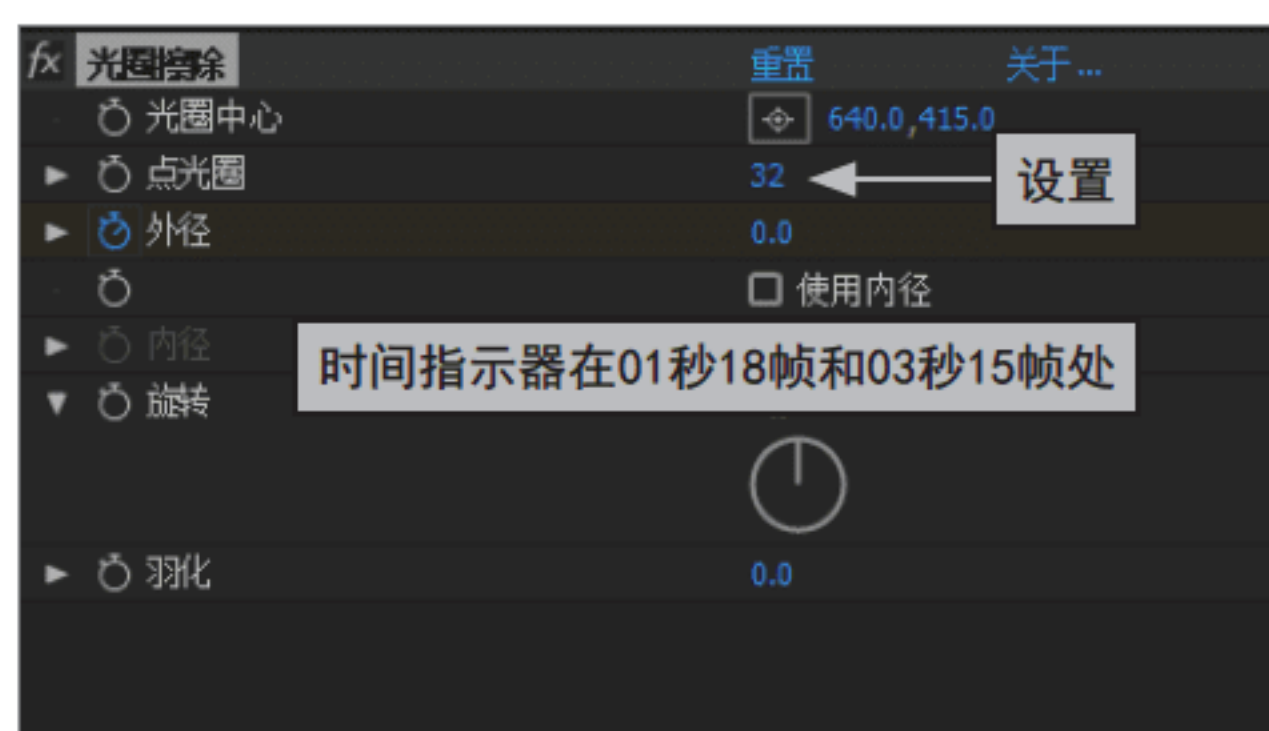 fx 光圈擦除 重置 关于...
光圈中心 640.0,415.0
点光圈 32 设置
外径 0.0
使用内径
内径
时间指示器在01秒18帧和03秒15帧处
旋转
羽化 0.0